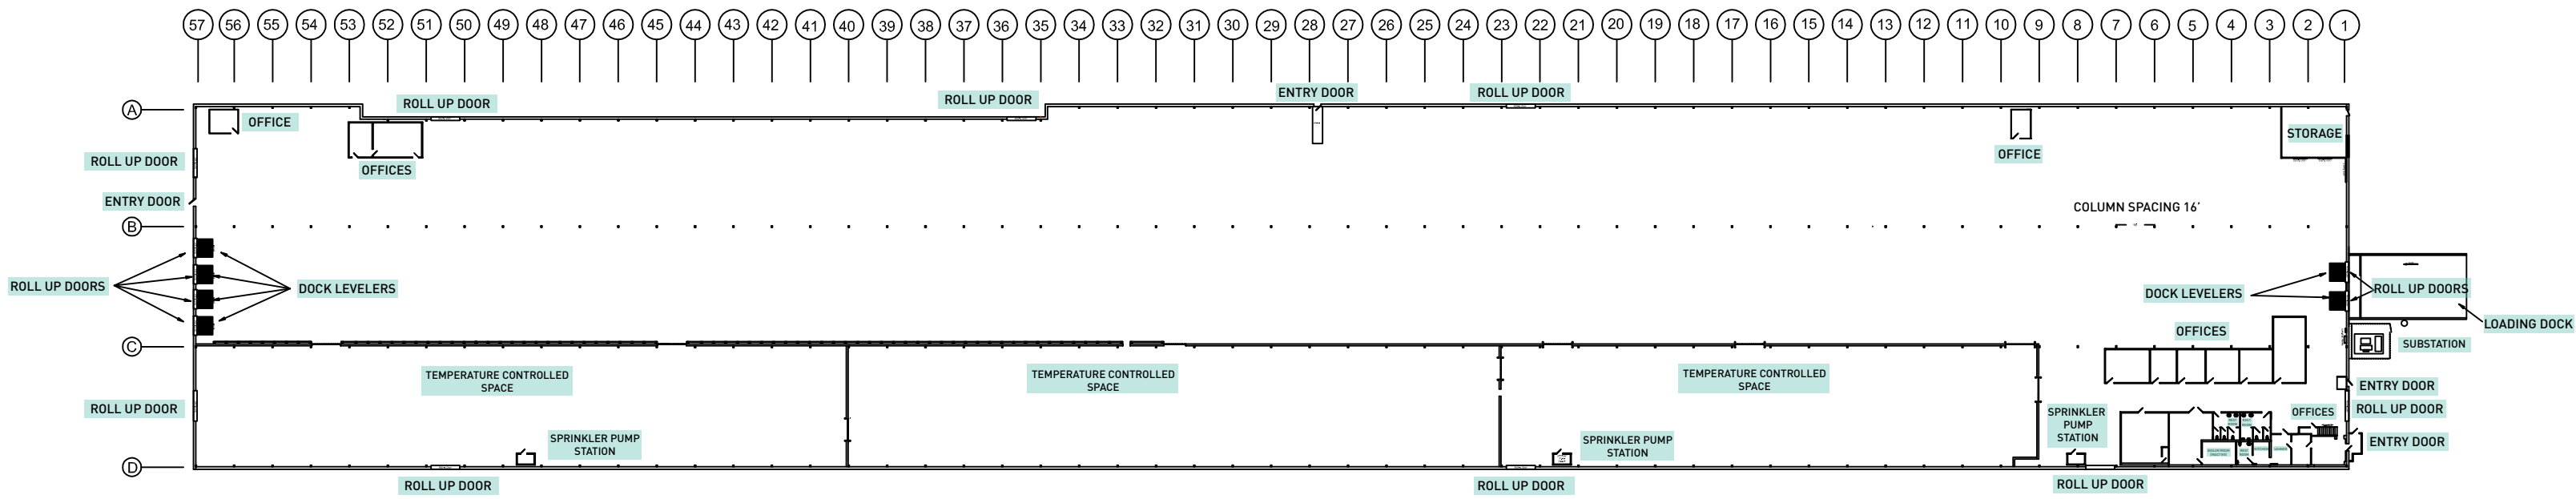 57 56 55 54 53 52 51 50 49 48 47 46 45 44 43 42 41 40 39 38 37 36 35 34 33 32 31 30 29 28 27 26 25 24 23 22 21 20 19 18 17 16 15 14 13 12 11 10 9 8 7 6 5 4 3 2 1
ENTRY DOOR
ROLL UP DOOR
ROLL UP DOOR
ROLL UP DOOR
A
OFFICE
STORAGE
OFFICE
ROLL UP DOOR
OFFICES
ENTRY DOOR
COLUMN SPACING 16'
B
ROLL UP DOORS
DOCK LEVELERS
DOCK LEVELERS
ROLL UP DOORS
LOADING DOCK
OFFICES
SUBSTATION
C
TEMPERATURE CONTROLLED
SPACE
TEMPERATURE CONTROLLED
SPACE
TEMPERATURE CONTROLLED
SPACE
ENTRY DOOR
ROLL UP DOOR
ROLL UP DOOR
SPRINKLER
PUMP
STATION
OFFICES
SPRINKLER PUMP
STATION
SPRINKLER PUMP
STATION
ENTRY DOOR
D
ROLL UP DOOR
ROLL UP DOOR
ROLL UP DOOR